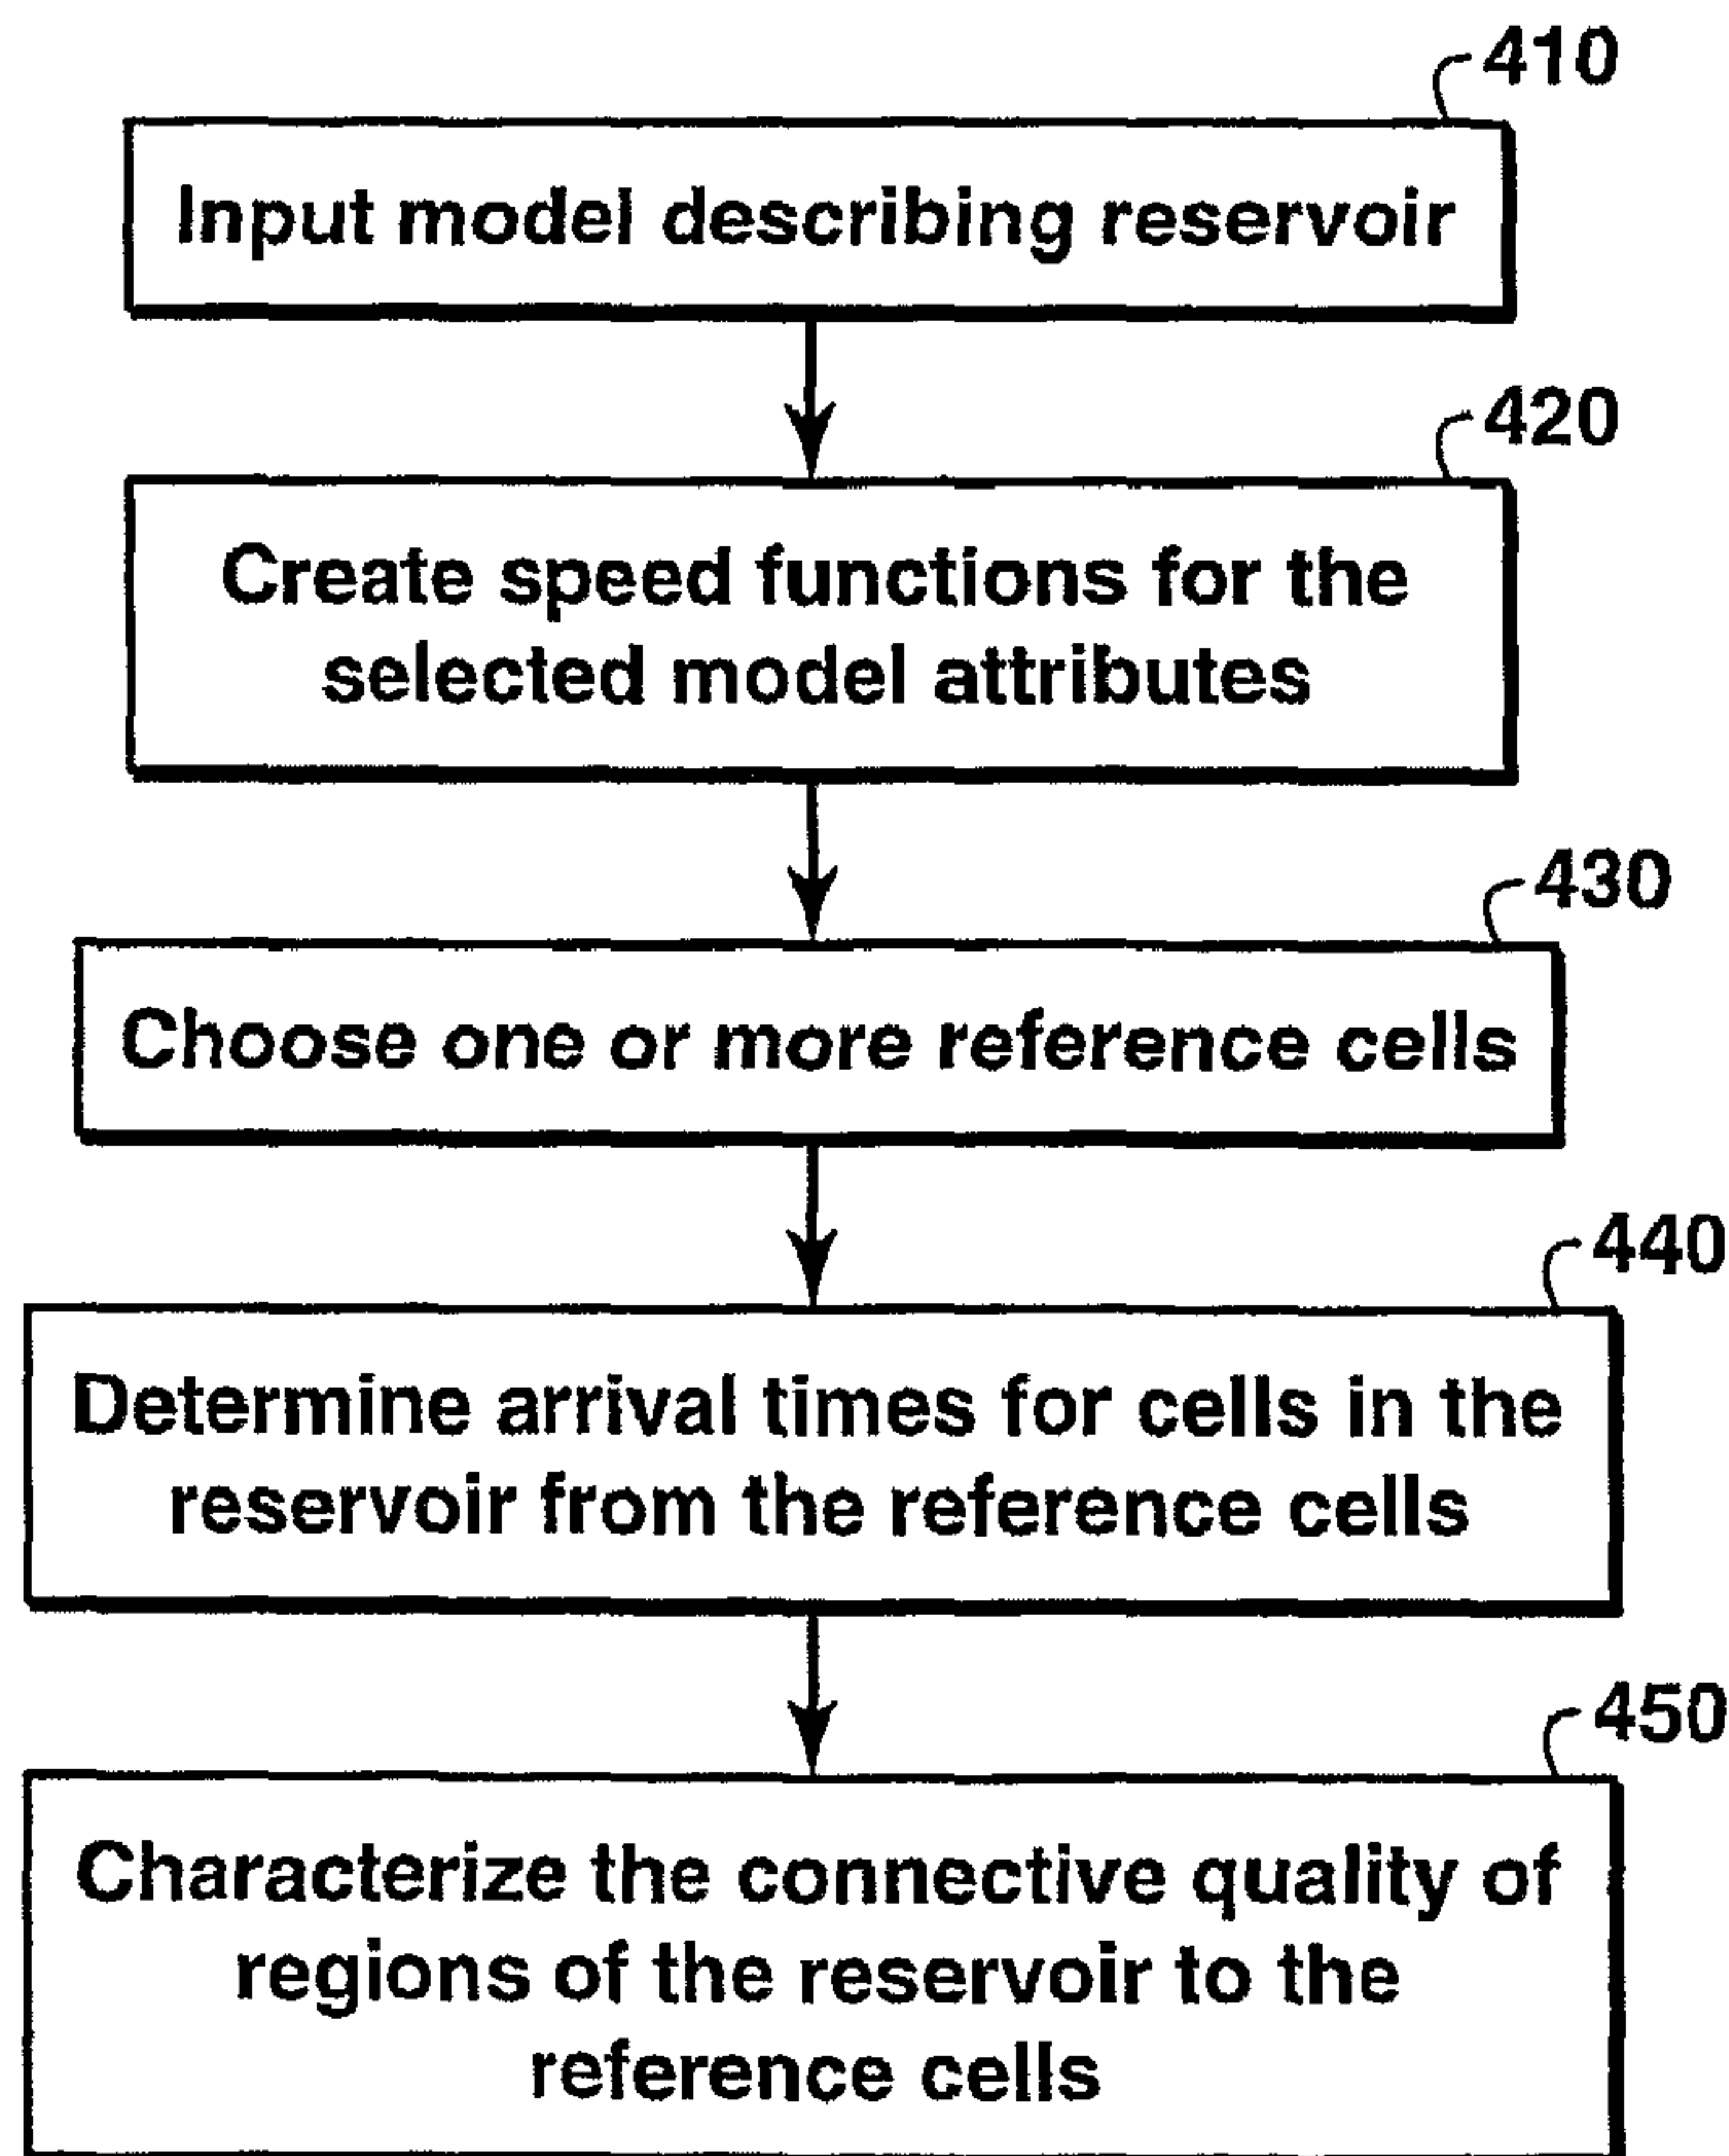 410
Input model describing reservoir
420
Create speed functions for the
selected model attributes
430
Choose one or more reference cells
440
Determine arrival times for cells in the
reservoir from the reference cells
450
Characterize the connective quality of
regions of the reservoir to the
reference cells